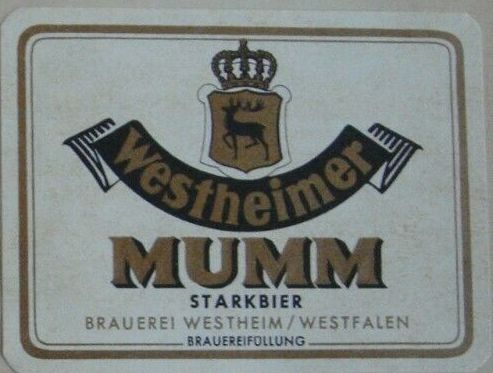 Westheimer
MUMM
STARKBIER
BRAUEREI WESTHEIM/WESTFALEN
BRAUEREIFÜLLUNG